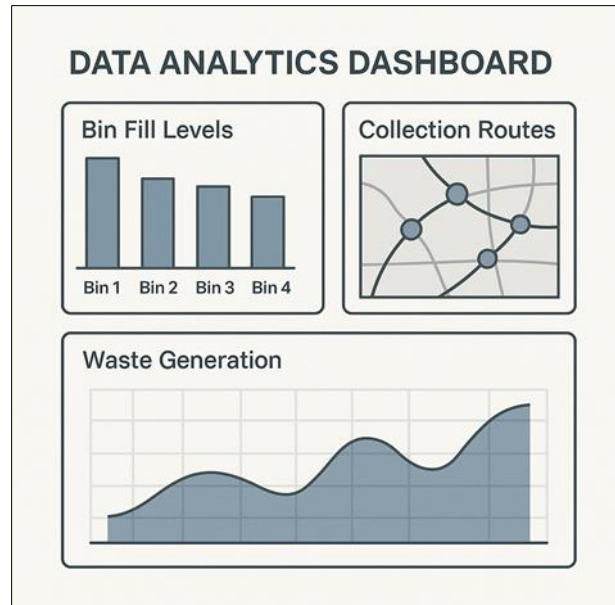 DATA ANALYTICS DASHBOARD
Bin Fill Levels
Bin 1 Bin 2 Bin 3 Bin 4
Collection Routes
Waste Generation